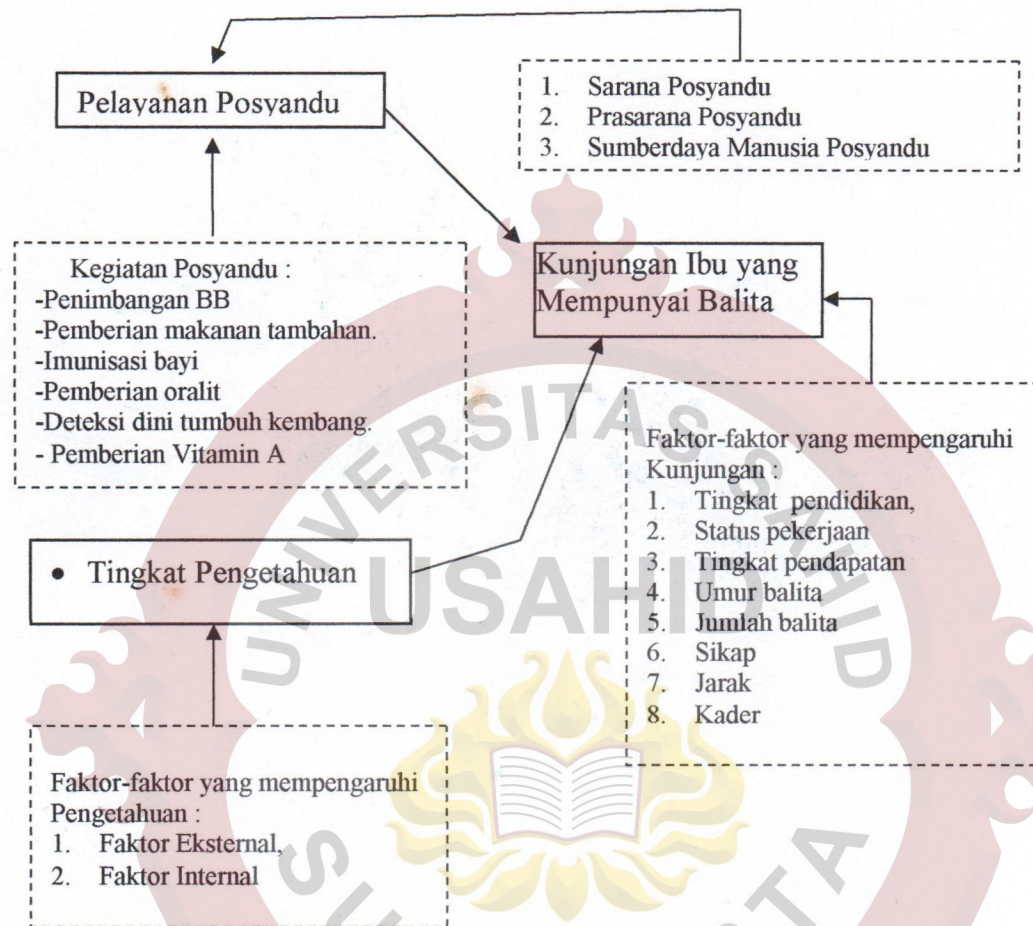 Pelayanan Posyandu
1. Sarana Posyandu
2. Prasarana Posyandu
3. Sumberdaya Manusia Posyandu
Kegiatan Posyandu :
-Penimbangan BB
-Pemberian makanan tambahan.
-Imunisasi bayi
-Pemberian oralit
-Deteksi dini tumbuh kembang.
- Pemberian Vitamin A
Kunjungan Ibu yang
Mempunyai Balita
• Tingkat Pengetahuan
Faktor-faktor yang mempengaruhi
Kunjungan :
1. Tingkat pendidikan,
2. Status pekerjaan
3. Tingkat pendapatan
4. Umur balita
5. Jumlah balita
6. Sikap
7. Jarak
8. Kader
Faktor-faktor yang mempengaruhi
Pengetahuan :
1. Faktor Eksternal,
2. Faktor Internal
UNIVERSITAS SAHID
USAHID